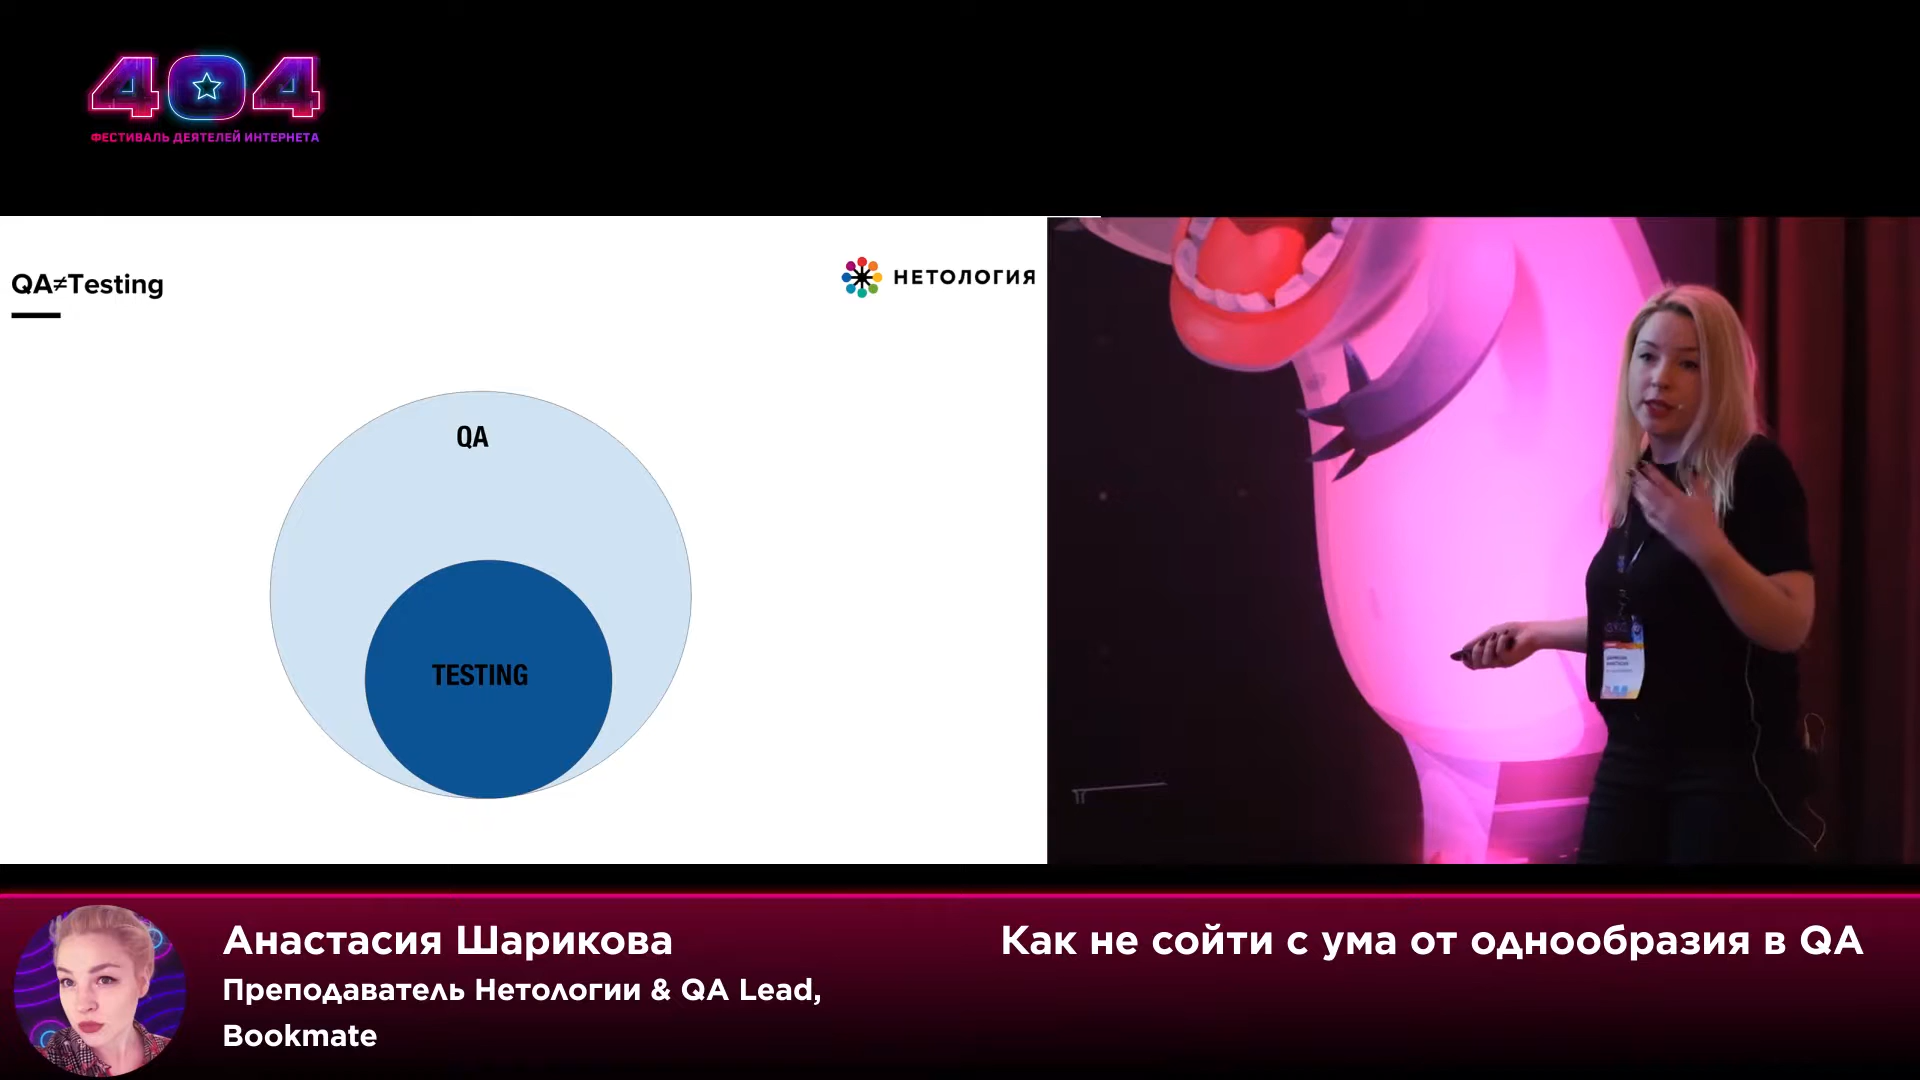 404
ФЕСТИВАЛЬ ДЕЯТЕЛЕЙ ИНТЕРНЕТА
QA≠Testing
НЕТОЛОГИЯ
QA
TESTING
Анастасия Шарикова
Преподаватель Нетологии & QA Lead,
Bookmate
Как не сойти с ума от однообразия в QA